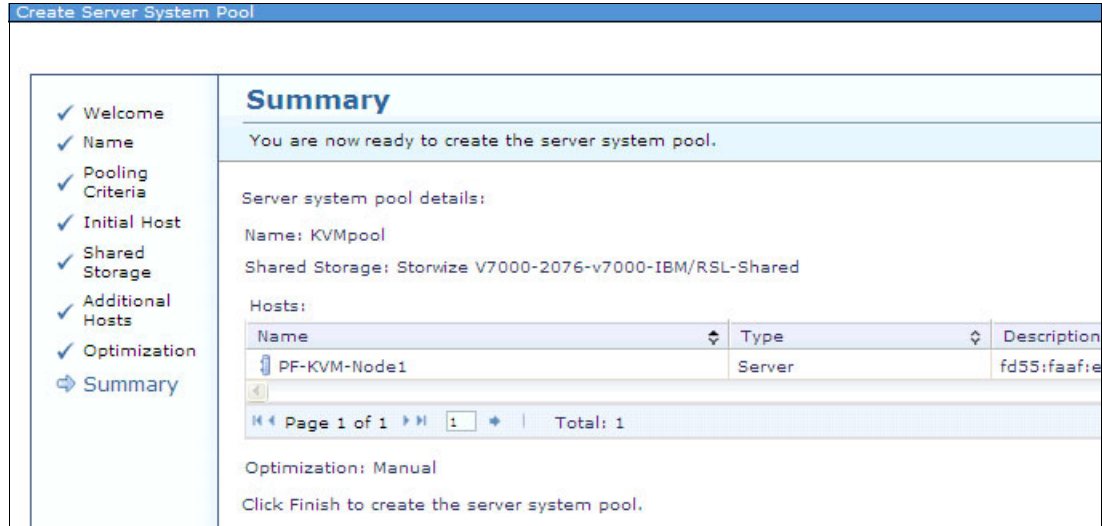 Create Server System Pool
Welcome
Name
Pooling
Criteria
Initial Host
Shared
Storage
Additional
Hosts
Optimization
Summary
Summary
You are now ready to create the server system pool.
Server system pool details:
Name: KVMpool
Shared Storage: Storwize V7000-2076-v7000-IBM/RSL-Shared
Hosts:
Name Type Description
PF-KVM-Node1 Server fd55:faaf:e
Page 1 of 1 1 Total: 1
Optimization: Manual
Click Finish to create the server system pool.